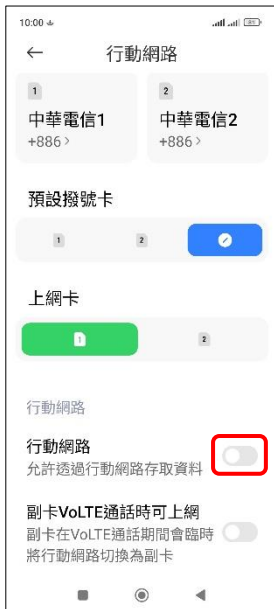 10:00
行動網路
1
2
中華電信1
中華電信2
+886>
+886>
預設撥號卡
1
2
上網卡
1
2
行動網路
行動網路
允許透過行動網路存取資料
副卡VoLTE通話時可上網
副卡在VoLTE通話期間會臨時
將行動網路切換為副卡